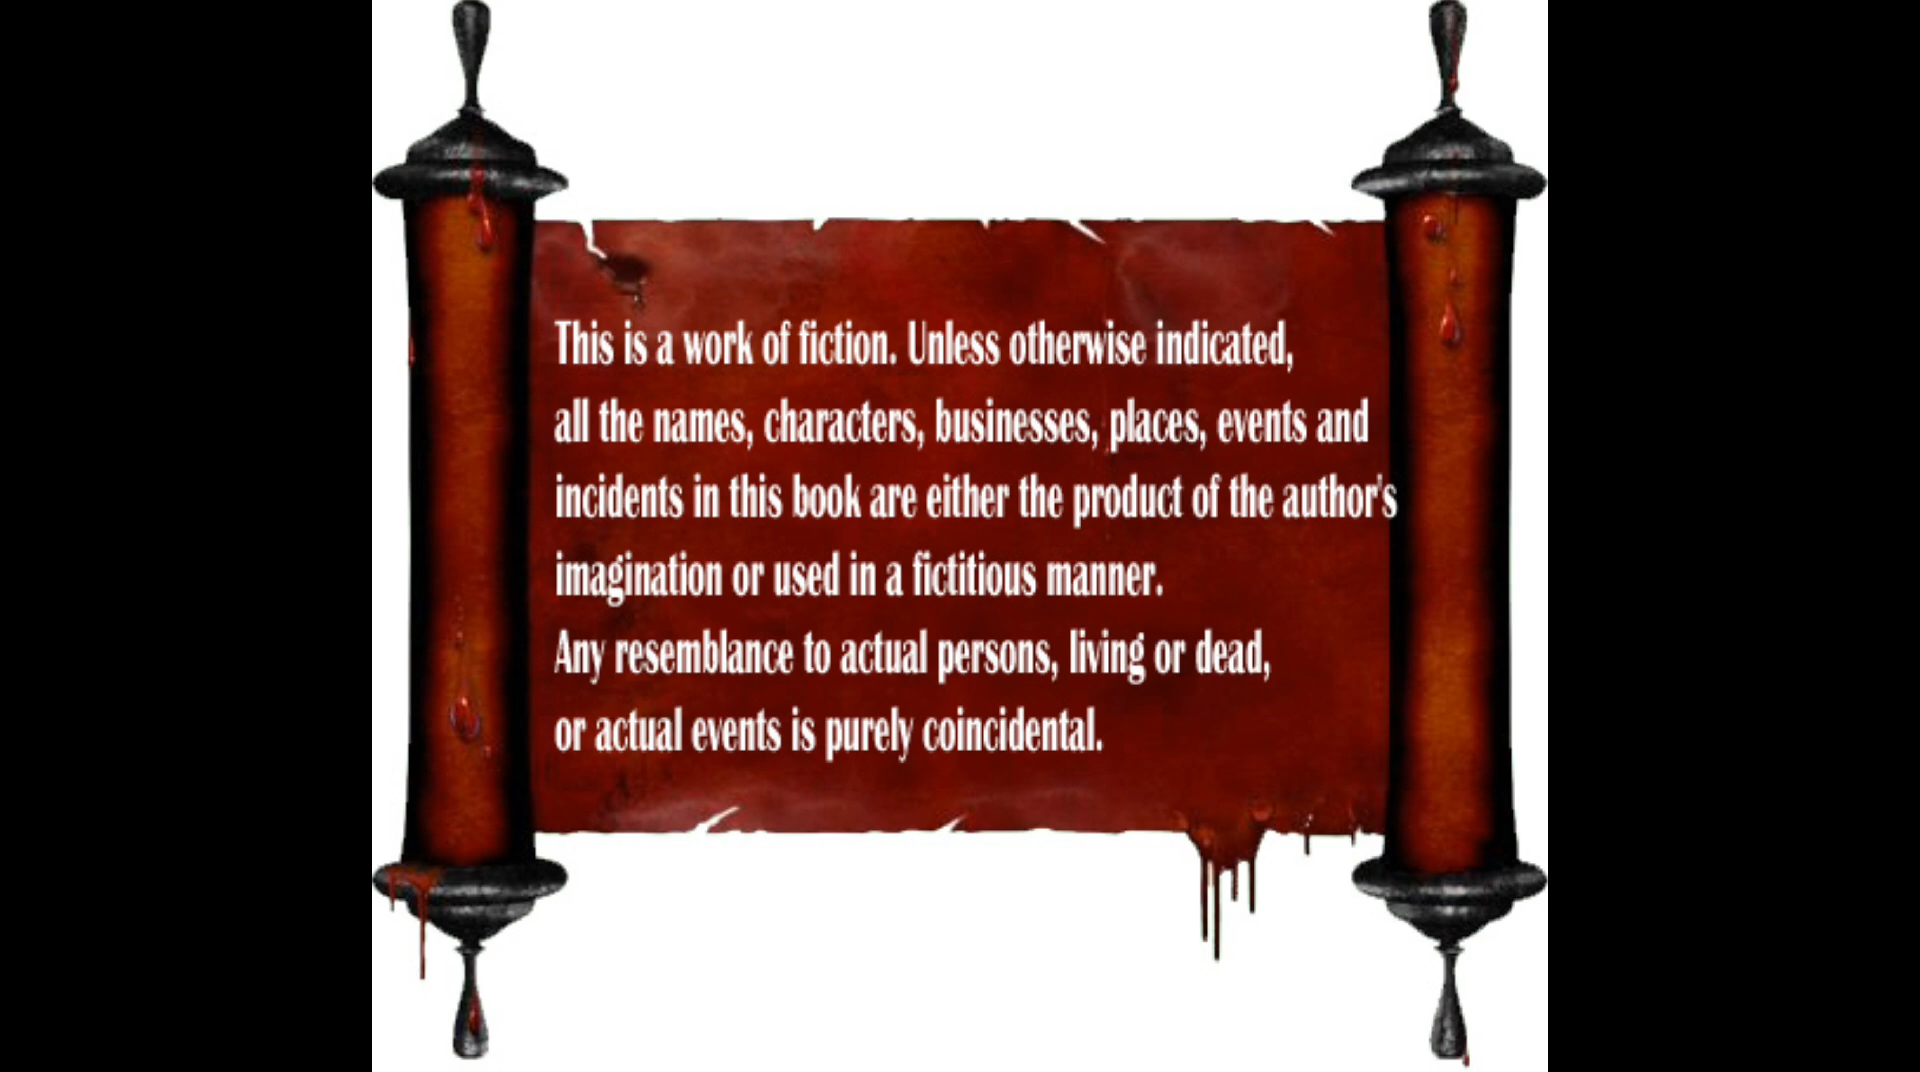 This is a work of fiction. Unless otherwise indicated,
all the names, characters, businesses, places, events and
incidents in this book are either the product of the author's
imagination or used in a fictitious manner.
Any resemblance to actual persons, living or dead,
or actual events is purely coincidental.